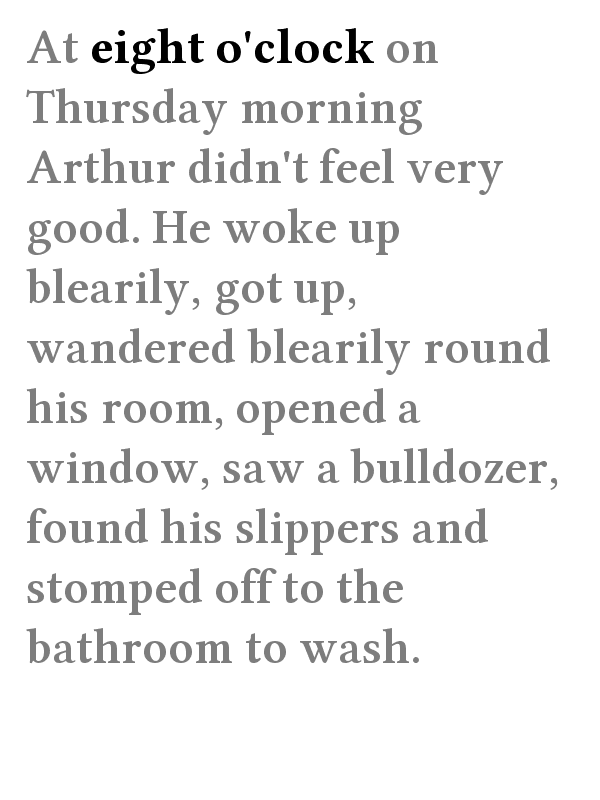 At eight o'clock on
Thursday morning
Arthur didn't feel very
good. He woke up
blearily, got up,
wandered blearily round
his room, opened a
window, saw a bulldozer,
found his slippers and
stomped off to the
bathroom to wash.